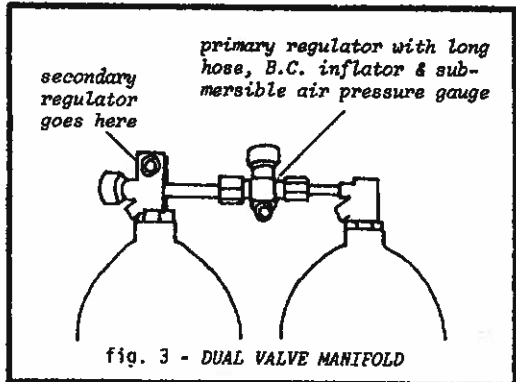 secondary
regulator
goes here
primary regulator with long
hose, B.C. inflator & sub-
mersible air pressure gauge
fig. 3 - DUAL VALVE MANIFOLD